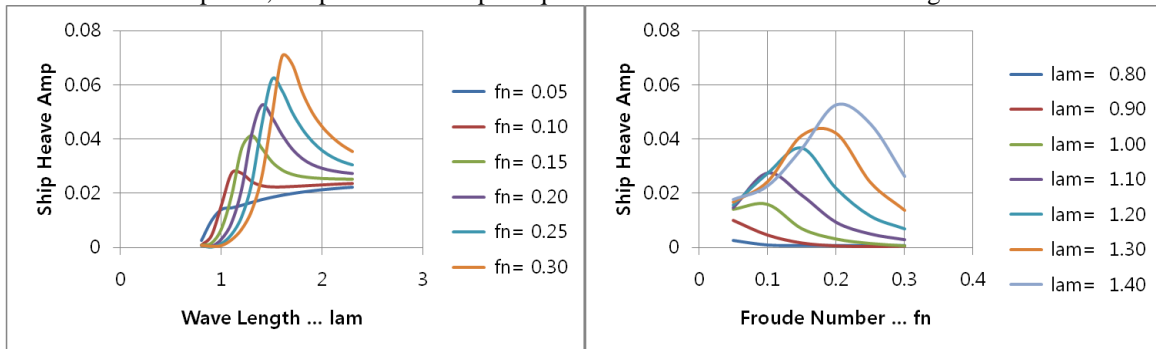 0.08
0.06
0.04
0.02
0
0
1
2
3
Ship Heave Amp
Wave Length ... lam
fn= 0.05
fn= 0.10
fn= 0.15
fn= 0.20
fn= 0.25
fn= 0.30
0.08
0.06
0.04
0.02
0
0
0.1
0.2
0.3
0.4
Ship Heave Amp
Froude Number ... fn
lam= 0.80
lam= 0.90
lam= 1.00
lam= 1.10
lam= 1.20
lam= 1.30
lam= 1.40